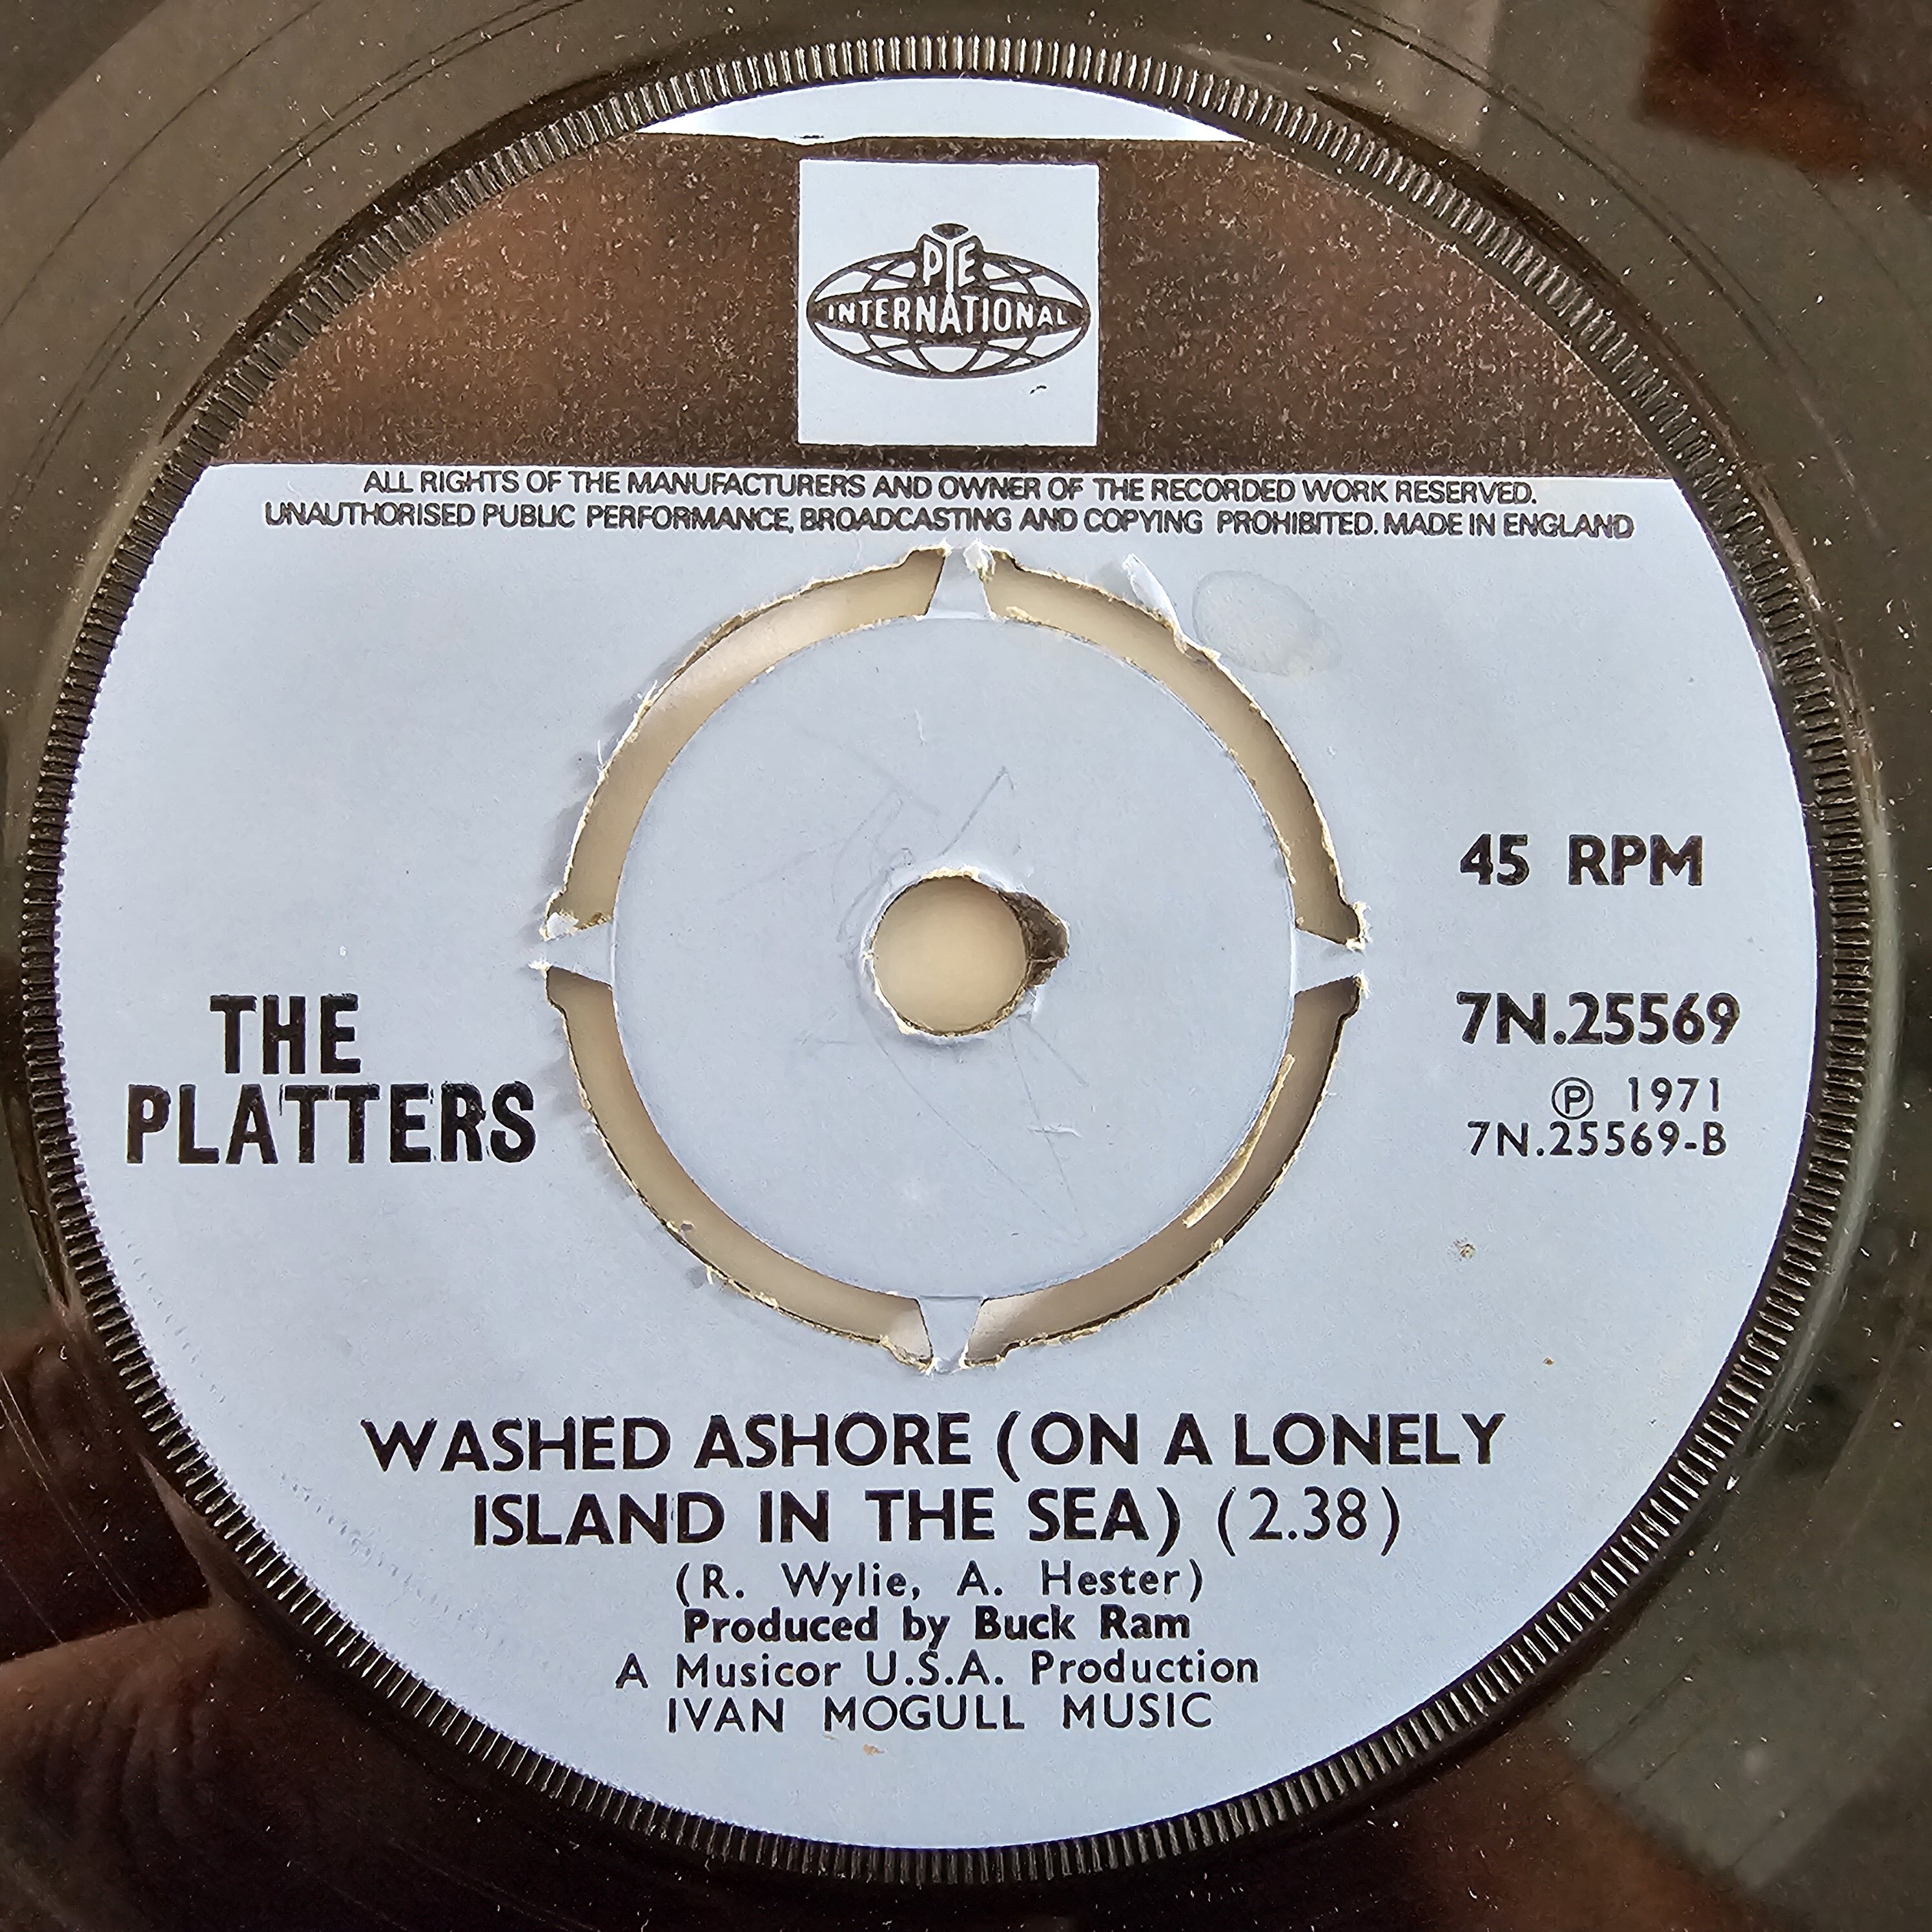 PYE
INTERNATIONAL
ALL RIGHTS OF THE MANUFACTURERS AND OWNER OF THE RECORDED WORK RESERVED.
UNAUTHORISED PUBLIC PERFORMANCE, BROADCASTING AND COPYING PROHIBITED. MADE IN ENGLAND
45 RPM
THE
PLATTERS
7N.25569
℗ 1971
7N.25569-B
WASHED ASHORE (ON A LONELY
ISLAND IN THE SEA) (2.38)
(R. Wylie, A. Hester)
Produced by Buck Ram
A Musicor U.S.A. Production
IVAN MOGULL MUSIC